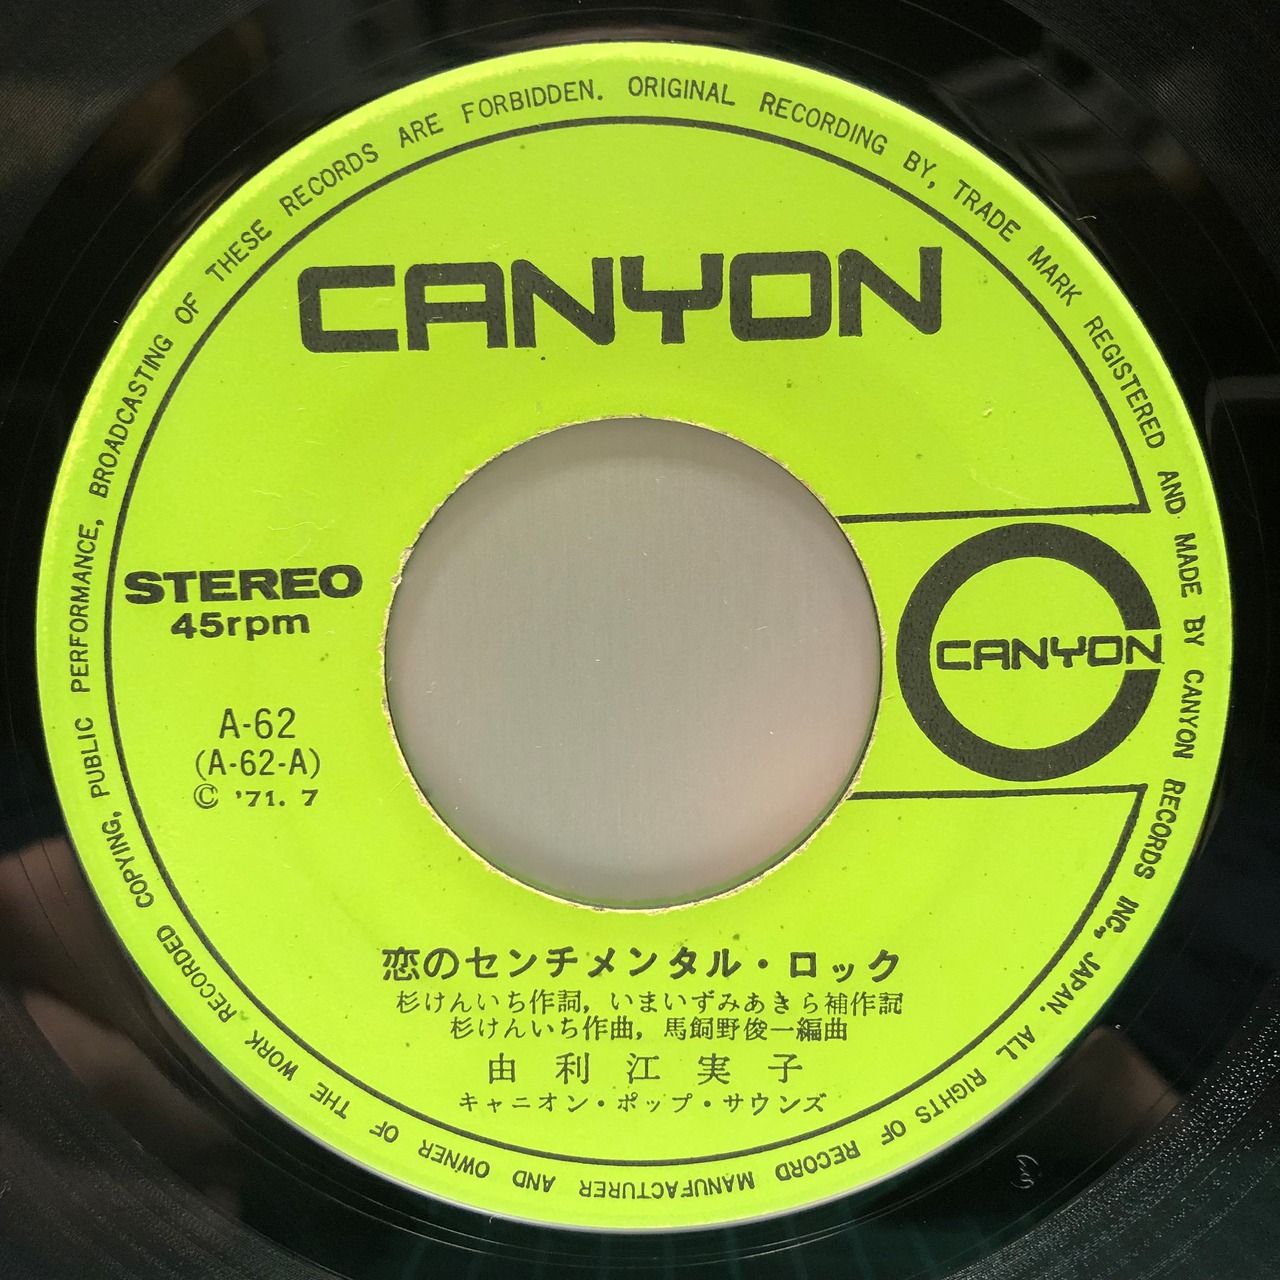 COPYING, PUBLIC PERFORMANCE, BROADCASTING OF THESE RECORDS ARE FORBIDDEN. ORIGINAL RECORDING BY, TRADE MARK REGISTERED AND MADE BY CANYON RECORDS INC., JAPAN. ALL RIGHTS OF RECORD MANUFACTURER AND OWNER OF THE WORK RECORDED
CANYON
STEREO
45rpm
CANYON
A-62
(A-62-A)
© '71. 7
恋のセンチメンタル・ロック
杉けんいち作詞, いまいずみあきら補作詞
杉けんいち作曲, 馬飼野俊一編曲
由利江実子
キャニオン・ポップ・サウンズ